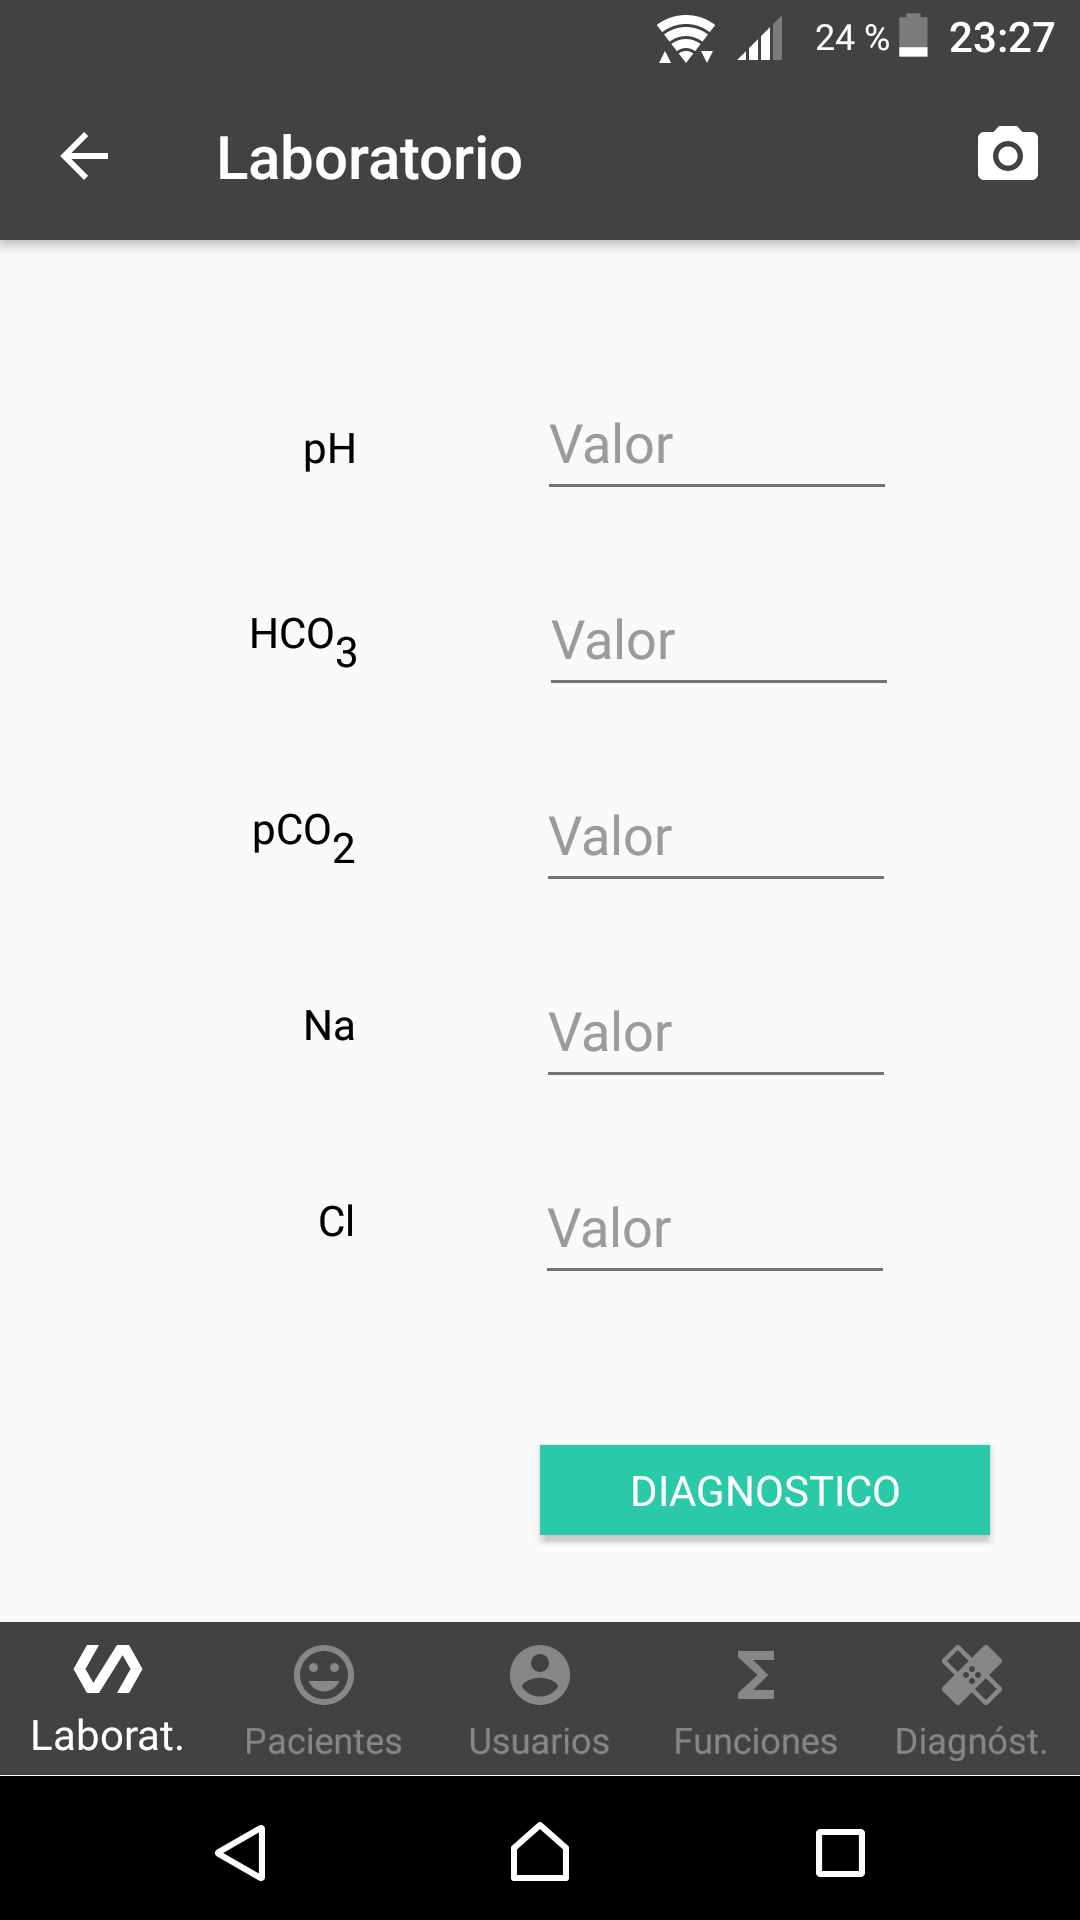 24 % 23:27
Laboratorio
pH Valor
HCO₃ Valor
pCO₂ Valor
Na Valor
Cl Valor
DIAGNOSTICO
Laborat. Pacientes Usuarios Funciones Diagnóst.